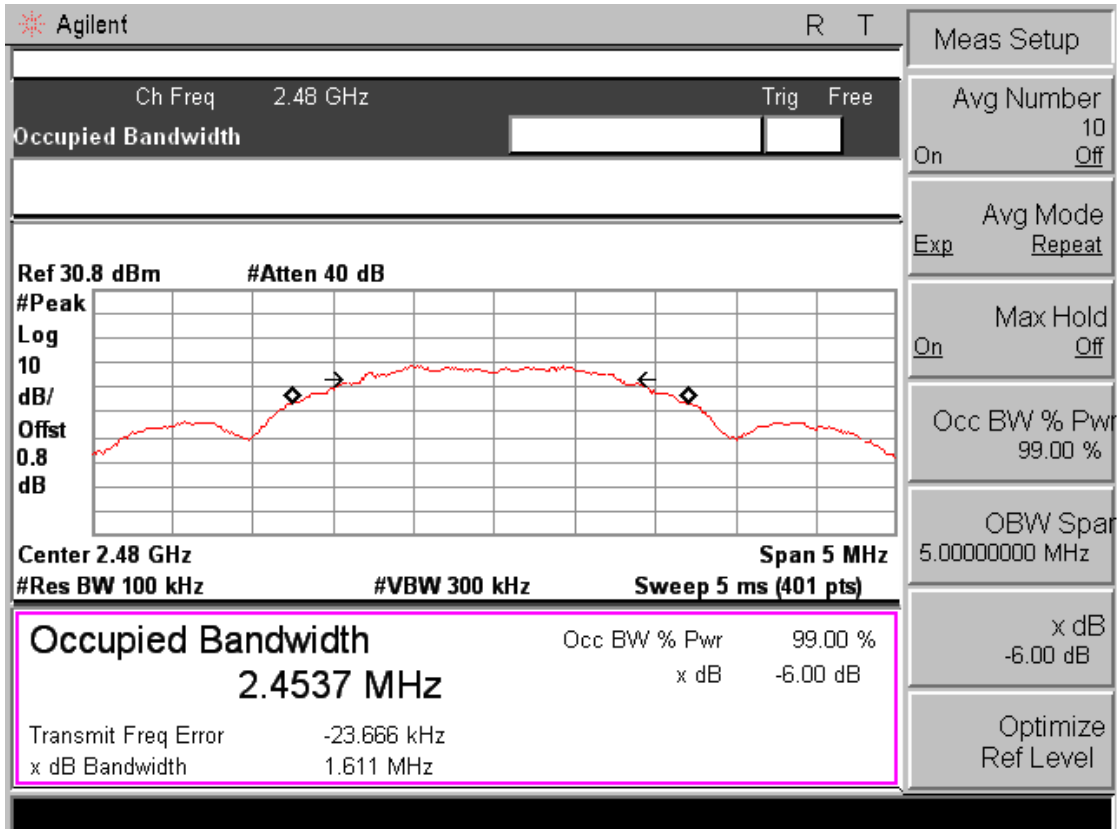 Agilent R T
Ch Freq 2.48 GHz Trig Free
Occupied Bandwidth
Ref 30.8 dBm #Atten 40 dB
#Peak
Log
10
dB/
Offst
0.8
dB
Center 2.48 GHz Span 5 MHz
#Res BW 100 kHz #VBW 300 kHz Sweep 5 ms (401 pts)
Occupied Bandwidth
2.4537 MHz
Occ BW % Pwr 99.00 %
x dB -6.00 dB
Transmit Freq Error -23.666 kHz
x dB Bandwidth 1.611 MHz
Meas Setup
Avg Number
10
On Off
Avg Mode
Exp Repeat
Max Hold
On Off
Occ BW % Pwr
99.00 %
OBW Spar
5.00000000 MHz
x dB
-6.00 dB
Optimize
Ref Level